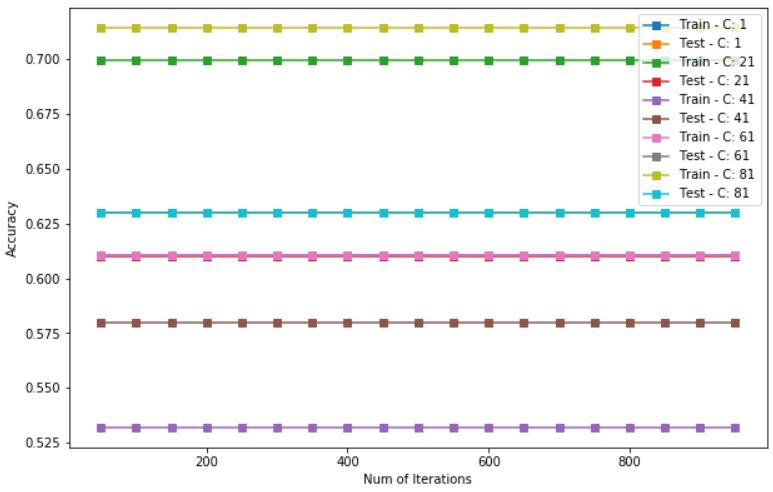 Train - C: 1
Test - C: 1
Train - C: 21
Test - C: 21
Train - C: 41
Test - C: 41
Train - C: 61
Test - C: 61
Train - C: 81
Test - C: 81
0.700
0.675
0.650
0.625
0.600
0.575
0.550
0.525
Accuracy
200
400
600
800
Num of Iterations